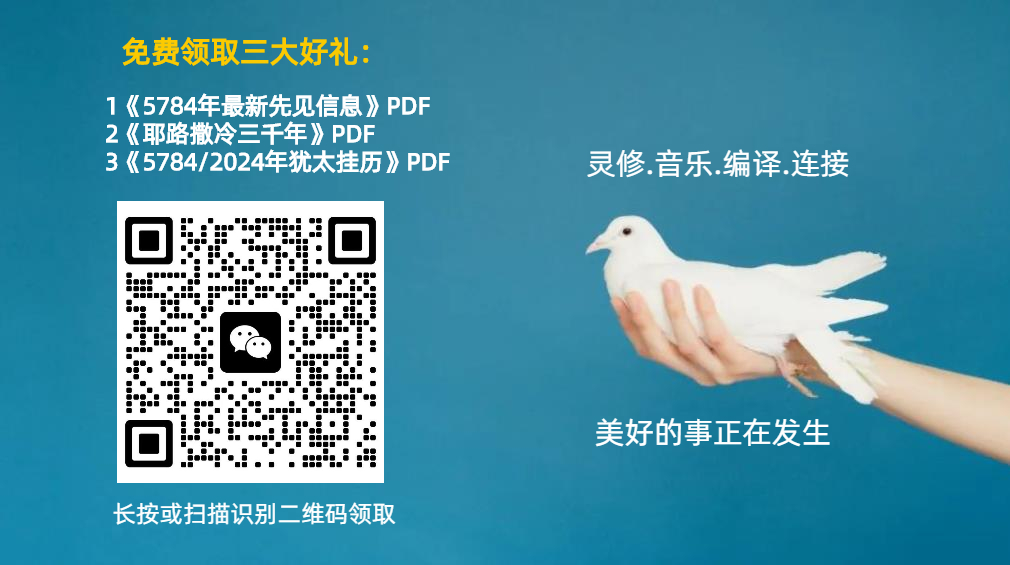 免费领取三大好礼：
1《5784年最新先见信息》PDF
2《耶路撒冷三千年》PDF
3《5784/2024年犹太挂历》PDF
长按或扫描识别二维码领取
灵修.音乐.编译.连接
美好的事正在发生